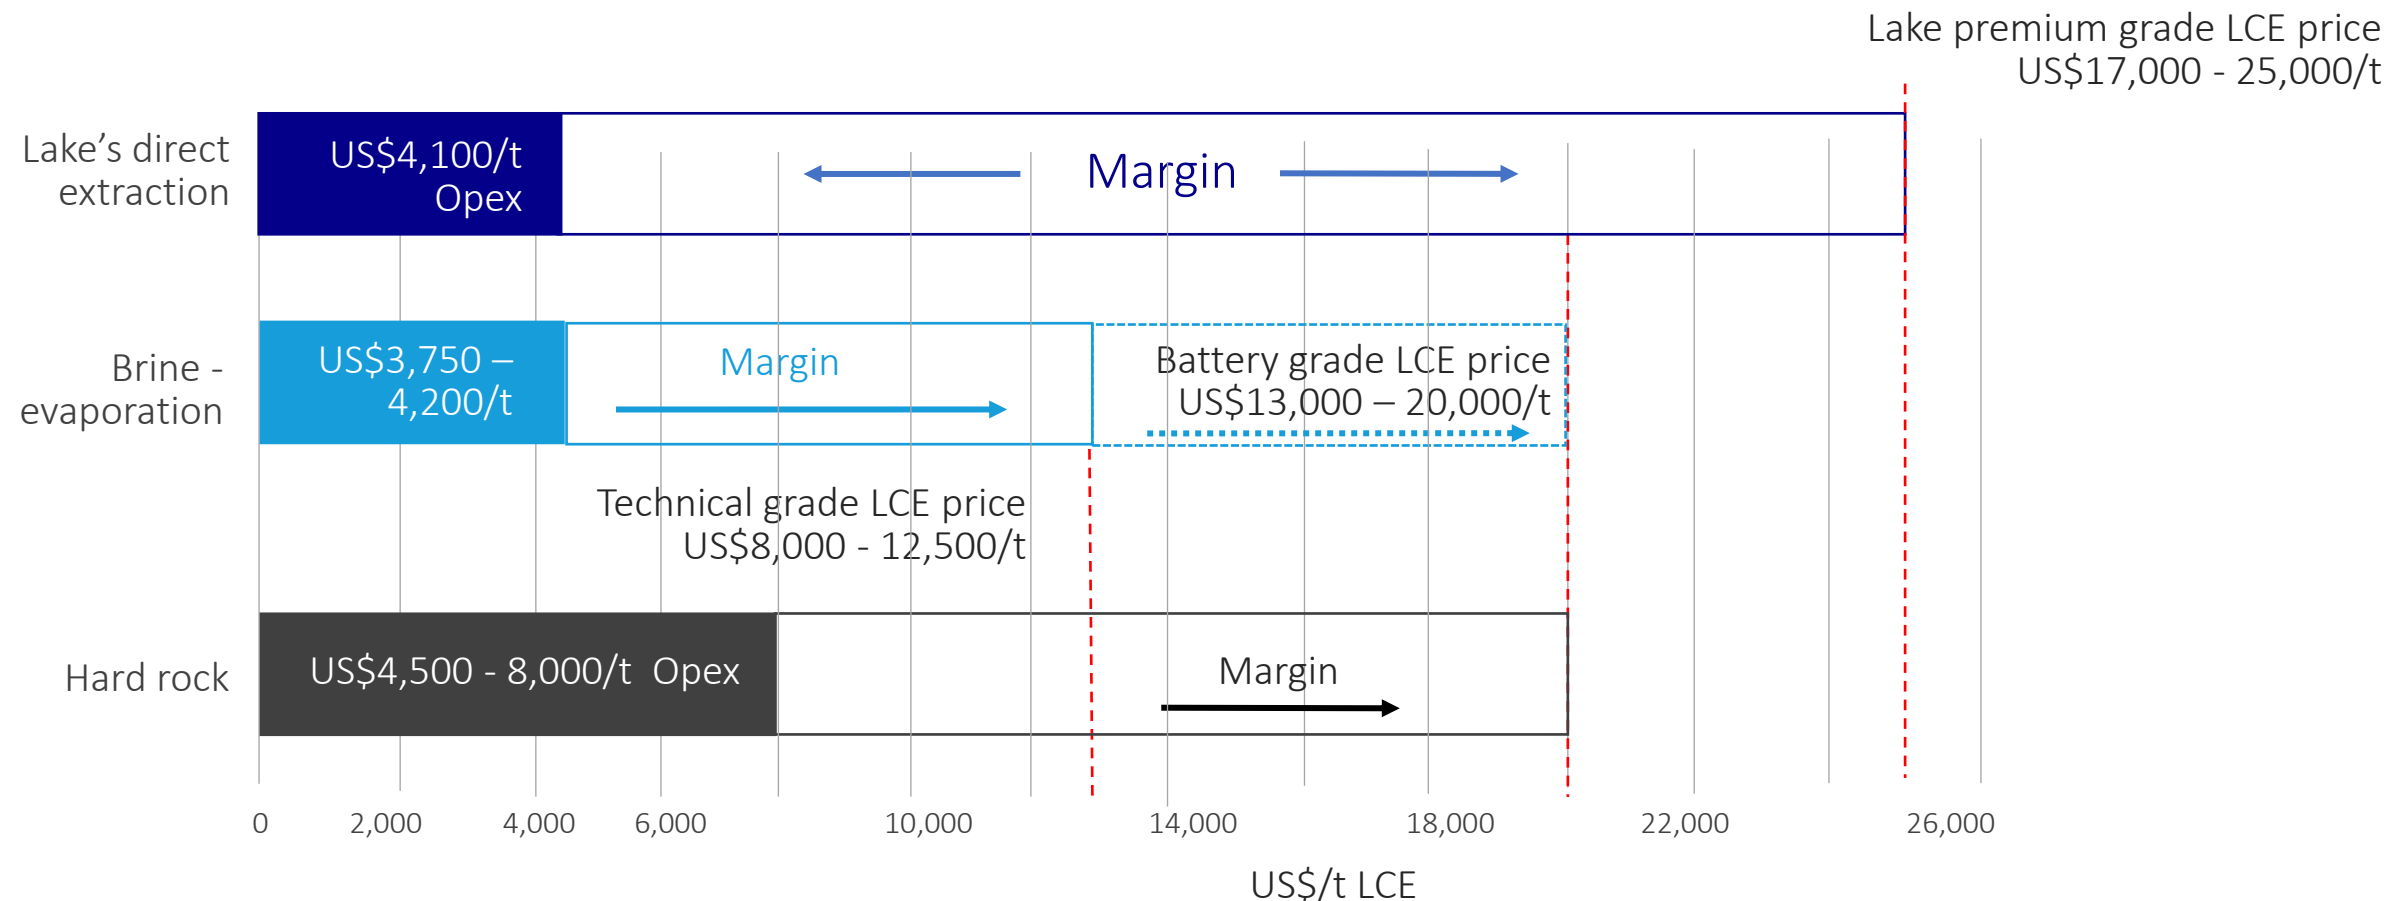 Lake premium grade LCE price
US$17,000 - 25,000/t
Lake’s direct
extraction
US$4,100/t
Opex
Margin
Brine -
evaporation
US$3,750 –
4,200/t
Margin
Battery grade LCE price
US$13,000 – 20,000/t
Technical grade LCE price
US$8,000 - 12,500/t
Hard rock
US$4,500 - 8,000/t  Opex
Margin
0 2,000 4,000 6,000 10,000 14,000 18,000 22,000 26,000
US$/t LCE